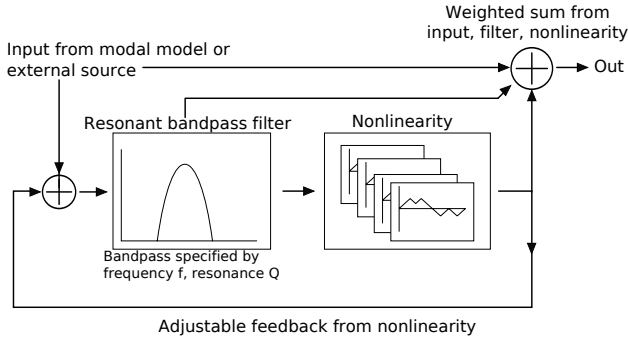 Weighted sum from
input, filter, nonlinearity
Input from modal model or
external source
Out
Resonant bandpass filter
Nonlinearity
Bandpass specified by
frequency f, resonance Q
Adjustable feedback from nonlinearity